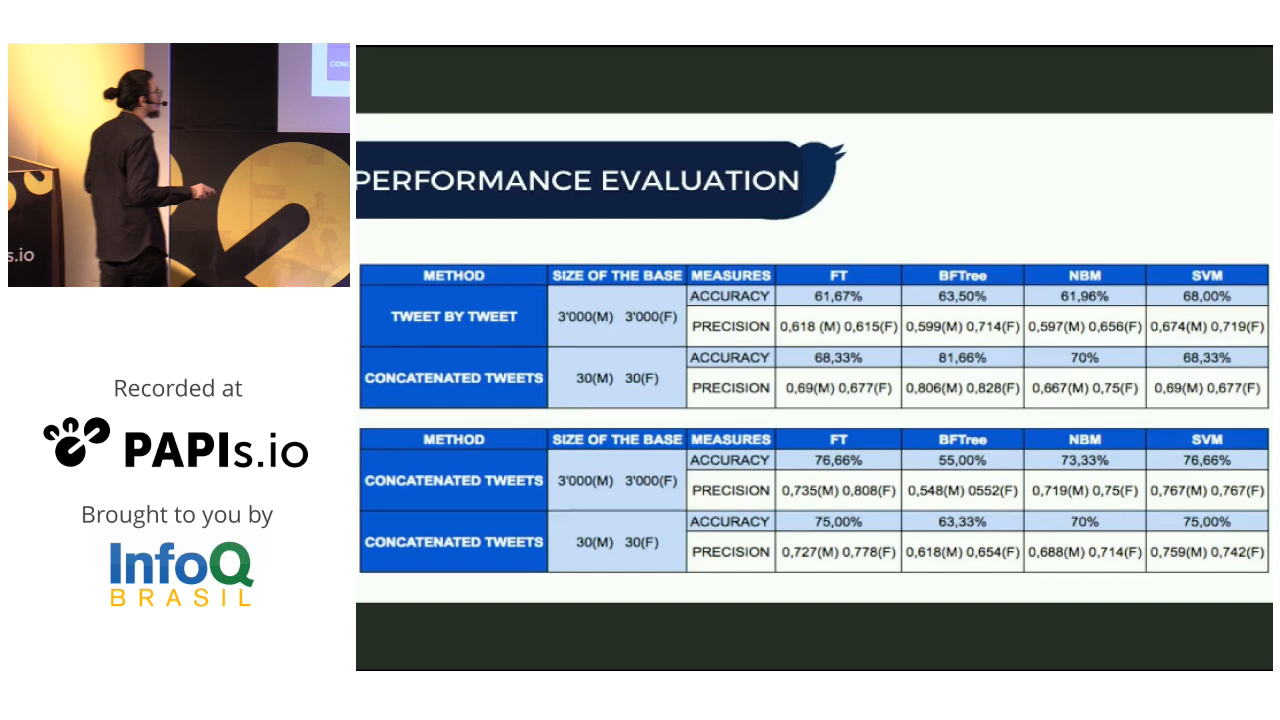 CONC
s.io
Recorded at
PAPIs.io
Brought to you by
InfoQ
BRASIL
PERFORMANCE EVALUATION
METHOD SIZE OF THE BASE MEASURES FT BFTree NBM SVM
TWEET BY TWEET 3'000(M) 3'000(F) ACCURACY 61,67% 63,50% 61,96% 68,00%
PRECISION 0,618 (M) 0,615(F) 0,599(M) 0,714(F) 0,597(M) 0,656(F) 0,674(M) 0,719(F)
CONCATENATED TWEETS 30(M) 30(F) ACCURACY 68,33% 81,66% 70% 68,33%
PRECISION 0,69(M) 0,677(F) 0,806(M) 0,828(F) 0,667(M) 0,75(F) 0,69(M) 0,677(F)
METHOD SIZE OF THE BASE MEASURES FT BFTree NBM SVM
CONCATENATED TWEETS 3'000(M) 3'000(F) ACCURACY 76,66% 55,00% 73,33% 76,66%
PRECISION 0,735(M) 0,808(F) 0,548(M) 0552(F) 0,719(M) 0,75(F) 0,767(M) 0,767(F)
CONCATENATED TWEETS 30(M) 30(F) ACCURACY 75,00% 63,33% 70% 75,00%
PRECISION 0,727(M) 0,778(F) 0,618(M) 0,654(F) 0,688(M) 0,714(F) 0,759(M) 0,742(F)